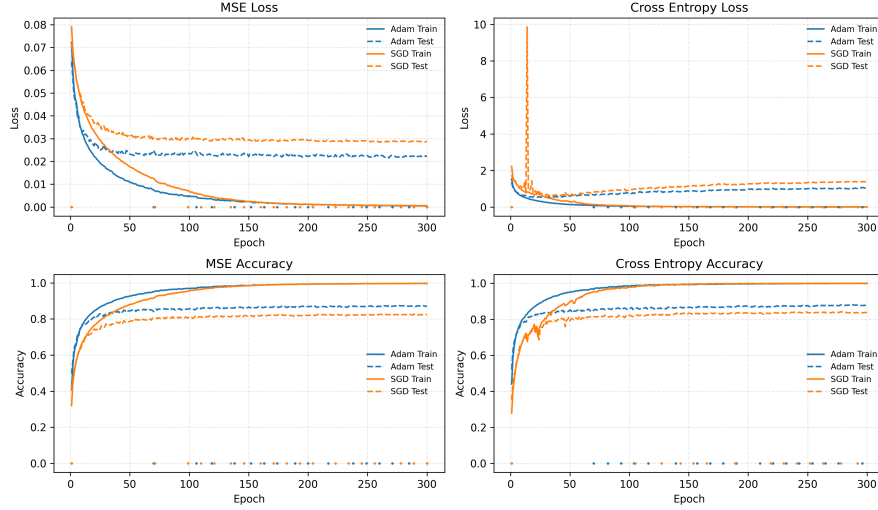 MSE Loss
0.08
0.07
0.06
0.05
0.04
0.03
0.02
0.01
0.00
Loss
0
50
100
150
200
250
300
Epoch
Adam Train
Adam Test
SGD Train
SGD Test
Cross Entropy Loss
10
8
6
4
2
0
Loss
0
50
100
150
200
250
300
Epoch
Adam Train
Adam Test
SGD Train
SGD Test
MSE Accuracy
1.0
0.8
0.6
0.4
0.2
0.0
Accuracy
0
50
100
150
200
250
300
Epoch
Adam Train
Adam Test
SGD Train
SGD Test
Cross Entropy Accuracy
1.0
0.8
0.6
0.4
0.2
0.0
Accuracy
0
50
100
150
200
250
300
Epoch
Adam Train
Adam Test
SGD Train
SGD Test